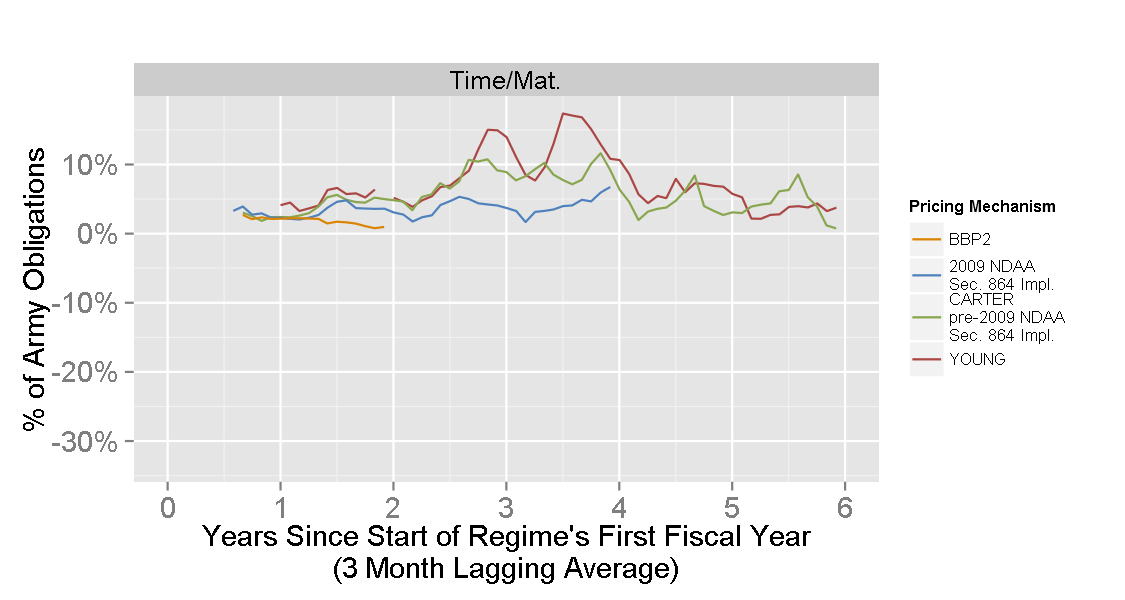 Time/Mat.
% of Army Obligations
10%
0%
-10%
-20%
-30%
0 1 2 3 4 5 6
Years Since Start of Regime's First Fiscal Year
(3 Month Lagging Average)
Pricing Mechanism
BBP2
2009 NDAA
Sec. 864 Impl.
CARTER
pre-2009 NDAA
Sec. 864 Impl.
YOUNG